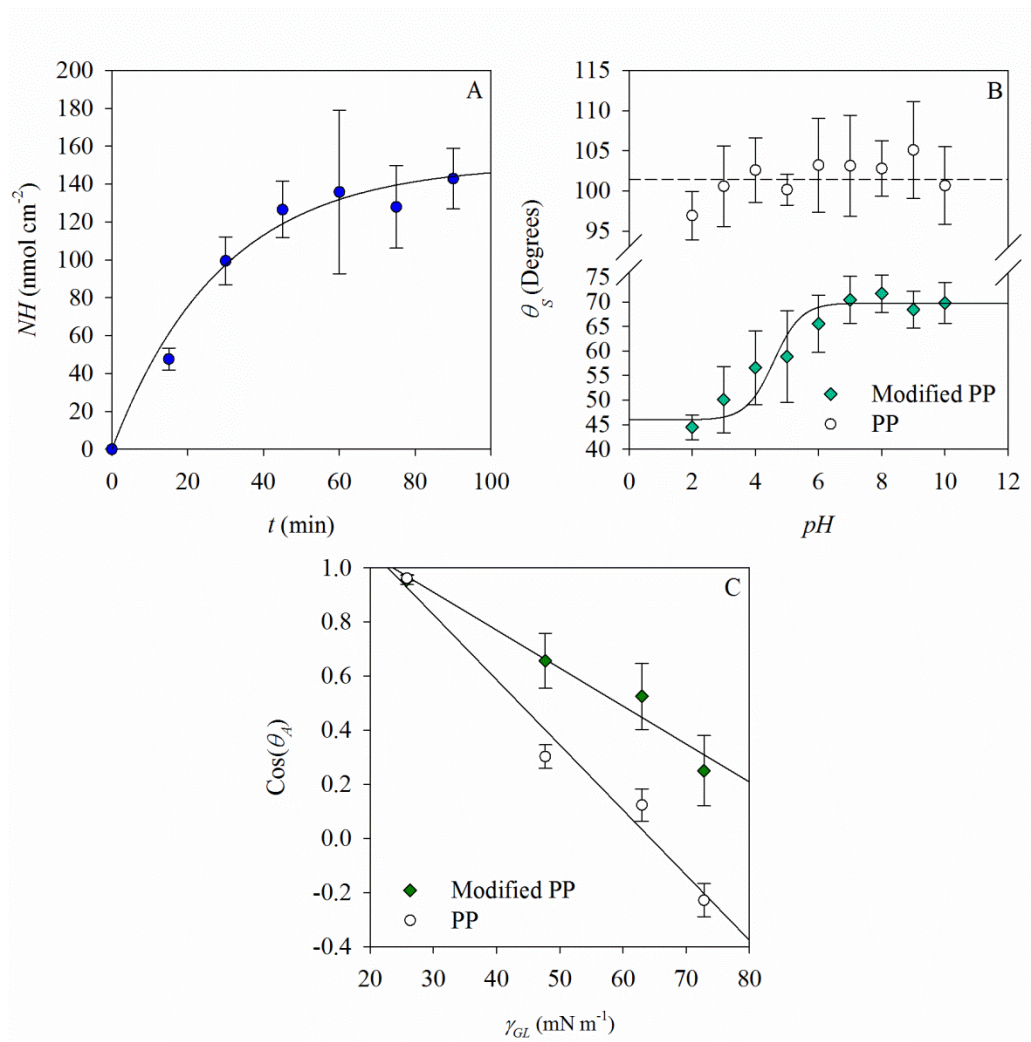 A
NH (nmol cm⁻²)
200
180
160
140
120
100
80
60
40
20
0
0 20 40 60 80 100
t (min)
B
θS (Degrees)
115
110
105
100
95
75
70
65
60
55
50
45
40
Modified PP
PP
0 2 4 6 8 10 12
pH
C
Cos(θA)
1.0
0.8
0.6
0.4
0.2
0.0
-0.2
-0.4
Modified PP
PP
20 30 40 50 60 70 80
γGL (mN m⁻¹)